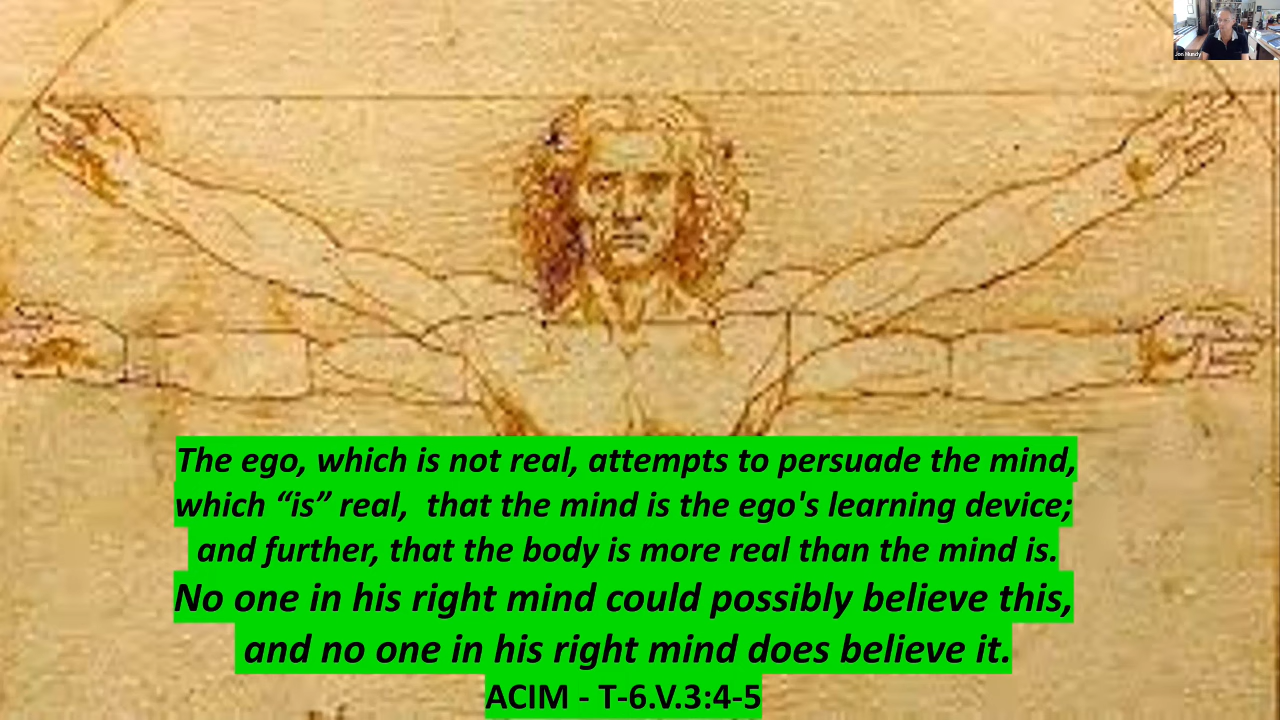 Jon Mundy
The ego, which is not real, attempts to persuade the mind,
which “is” real,  that the mind is the ego's learning device;
and further, that the body is more real than the mind is.
No one in his right mind could possibly believe this,
and no one in his right mind does believe it.
ACIM - T-6.V.3:4-5